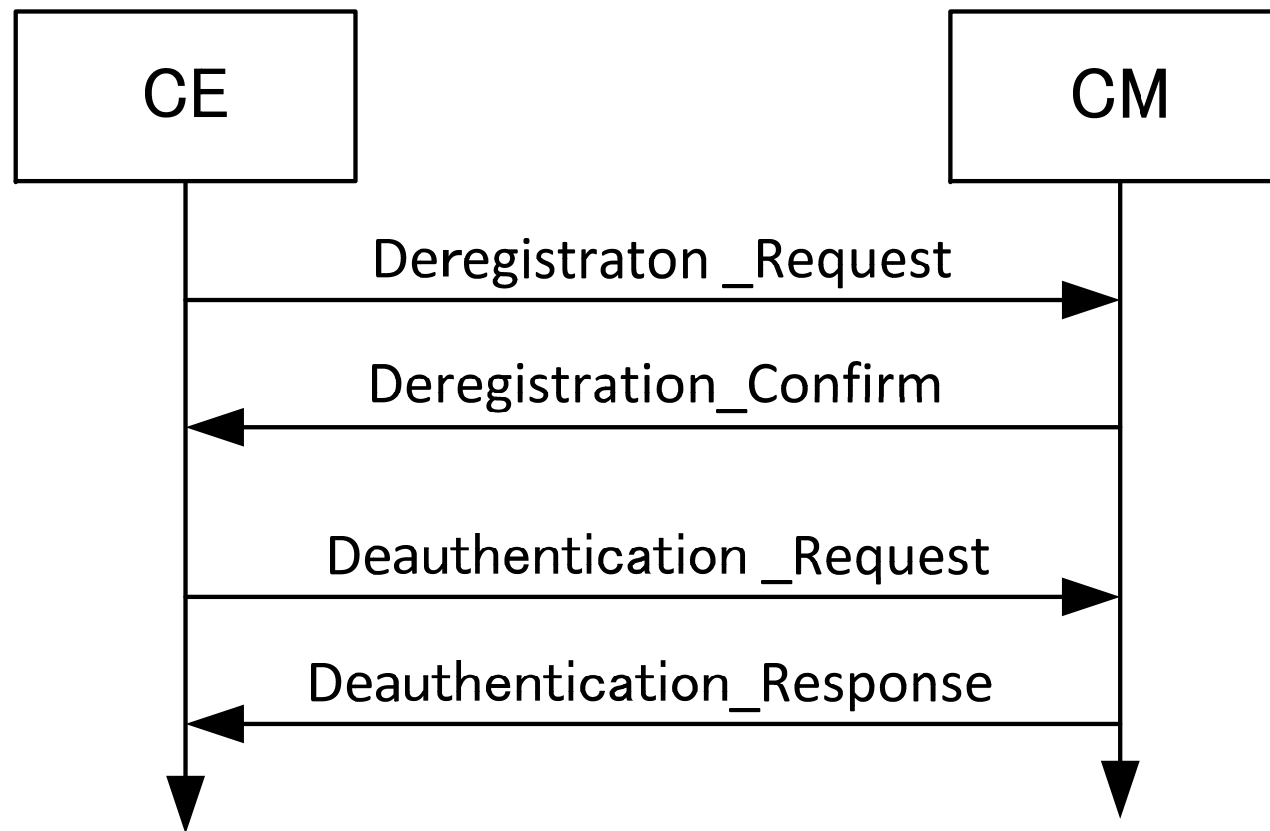 CE
CM
Deregistraton _Request
Deregistration_Confirm
Deauthentication _Request
Deauthentication_Response